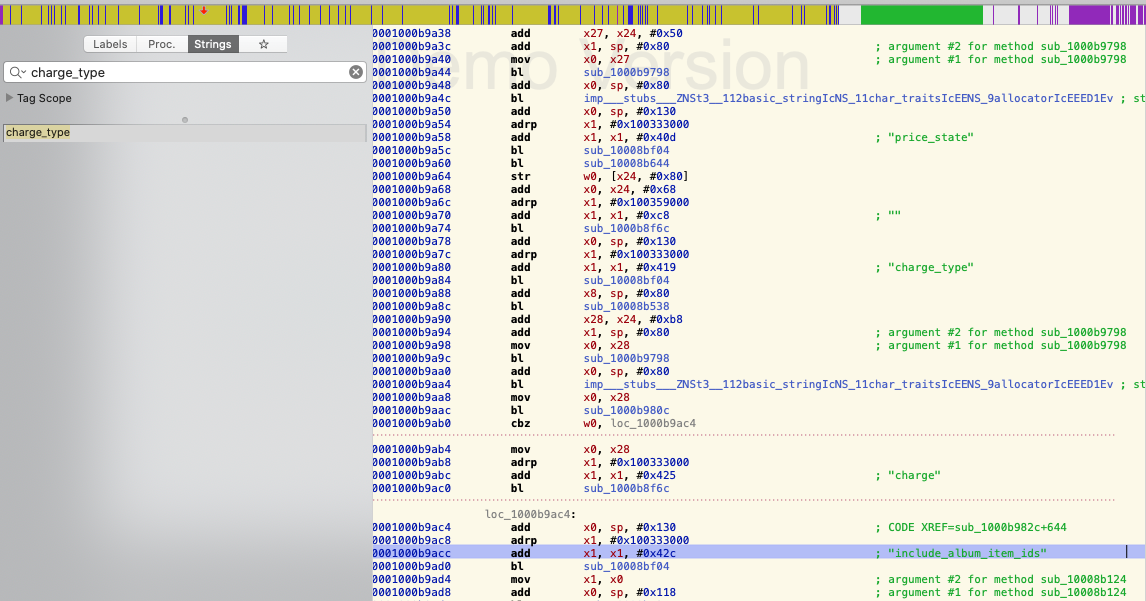 Labels Proc. Strings ☆
charge_type
Tag Scope
charge_type
emo Version
0001000b9a38 add x27, x24, #0x50
0001000b9a3c add x1, sp, #0x80 ; argument #2 for method sub_1000b9798
0001000b9a40 mov x0, x27 ; argument #1 for method sub_1000b9798
0001000b9a44 bl sub_1000b9798
0001000b9a48 add x0, sp, #0x80
0001000b9a4c bl imp___stubs___ZNSt3__112basic_stringIcNS_11char_traitsIcEENS_9allocatorIcEEED1Ev ; st
0001000b9a50 add x0, sp, #0x130
0001000b9a54 adrp x1, #0x100333000
0001000b9a58 add x1, x1, #0x40d ; "price_state"
0001000b9a5c bl sub_10008bf04
0001000b9a60 bl sub_10008b644
0001000b9a64 str w0, [x24, #0x80]
0001000b9a68 add x0, x24, #0x68
0001000b9a6c adrp x1, #0x100359000
0001000b9a70 add x1, x1, #0xc8 ; ""
0001000b9a74 bl sub_1000b8f6c
0001000b9a78 add x0, sp, #0x130
0001000b9a7c adrp x1, #0x100333000
0001000b9a80 add x1, x1, #0x419 ; "charge_type"
0001000b9a84 bl sub_10008bf04
0001000b9a88 add x8, sp, #0x80
0001000b9a8c bl sub_10008b538
0001000b9a90 add x28, x24, #0xb8
0001000b9a94 add x1, sp, #0x80 ; argument #2 for method sub_1000b9798
0001000b9a98 mov x0, x28 ; argument #1 for method sub_1000b9798
0001000b9a9c bl sub_1000b9798
0001000b9aa0 add x0, sp, #0x80
0001000b9aa4 bl imp___stubs___ZNSt3__112basic_stringIcNS_11char_traitsIcEENS_9allocatorIcEEED1Ev ; st
0001000b9aa8 mov x0, x28
0001000b9aac bl sub_1000b980c
0001000b9ab0 cbz w0, loc_1000b9ac4
0001000b9ab4 mov x0, x28
0001000b9ab8 adrp x1, #0x100333000
0001000b9abc add x1, x1, #0x425 ; "charge"
0001000b9ac0 bl sub_1000b8f6c
loc_1000b9ac4:
0001000b9ac4 add x0, sp, #0x130 ; CODE XREF=sub_1000b982c+644
0001000b9ac8 adrp x1, #0x100333000
0001000b9acc add x1, x1, #0x42c ; "include_album_item_ids"
0001000b9ad0 bl sub_10008bf04
0001000b9ad4 mov x1, x0 ; argument #2 for method sub_10008b124
0001000b9ad8 add x0, sp, #0x118 ; argument #1 for method sub_10008b124